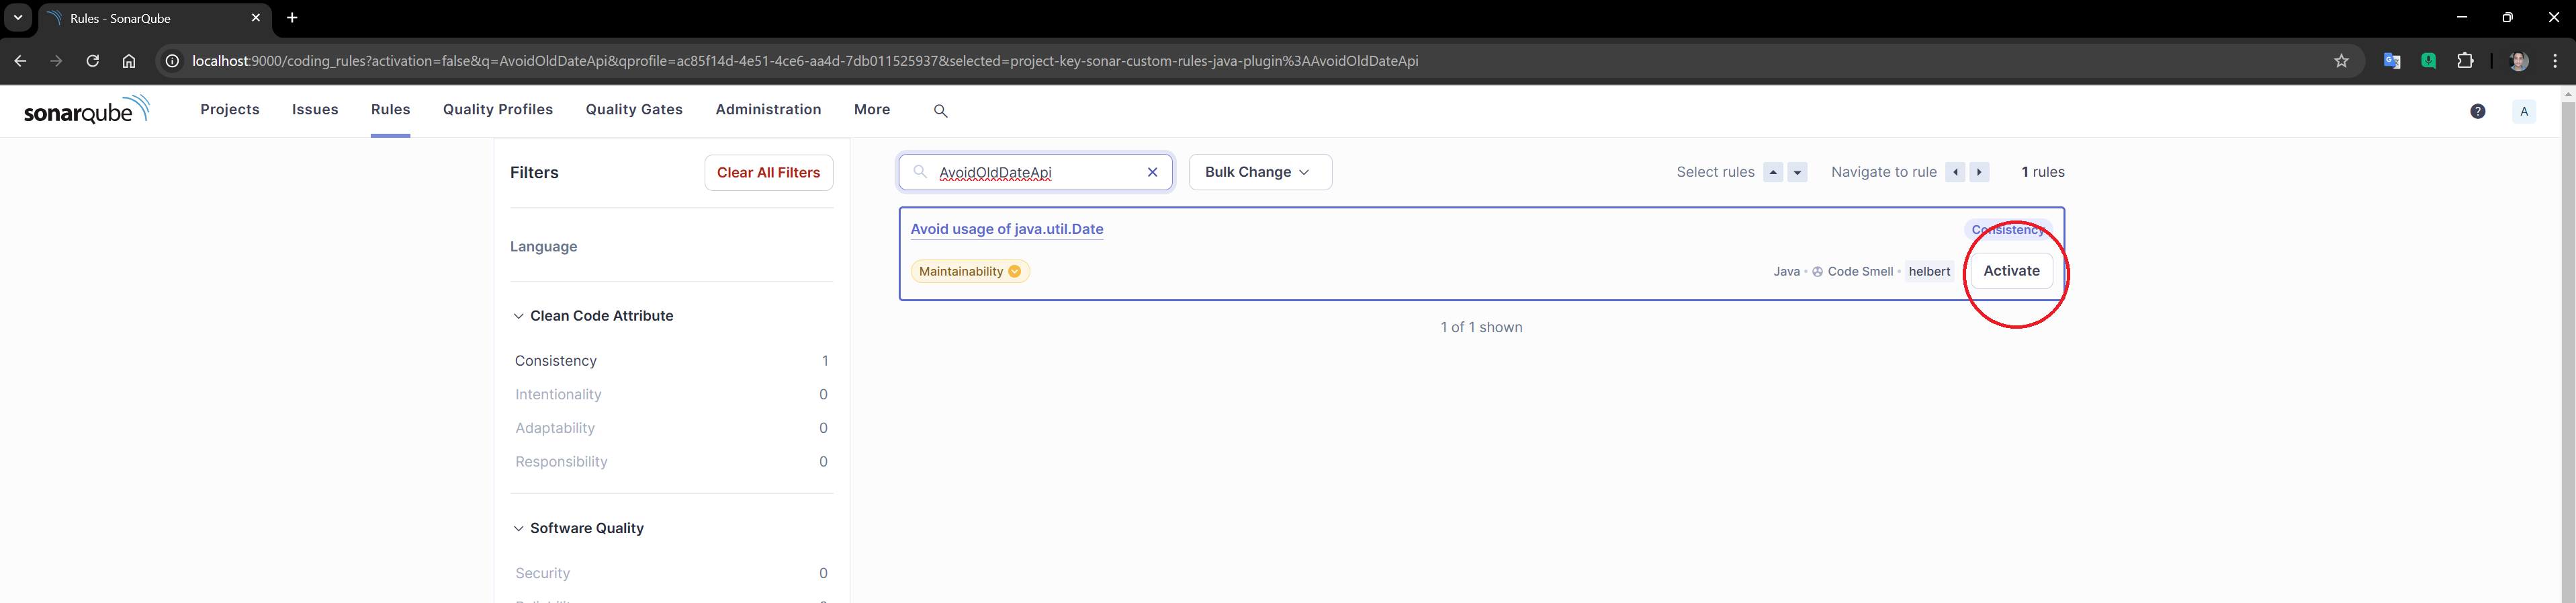 Rules - SonarQube
localhost:9000/coding_rules?activation=false&q=AvoidOldDateApi&qprofile=ac85f14d-4e51-4ce6-aa4d-7db011525937&selected=project-key-sonar-custom-rules-java-plugin%3AAvoidOldDateApi
sonarqube Projects Issues Rules Quality Profiles Quality Gates Administration More ? A
Filters Clear All Filters
AvoidOldDateApi Bulk Change Select rules Navigate to rule 1 rules
Avoid usage of java.util.Date Consistency
Maintainability Java • Code Smell • helbert Activate
1 of 1 shown
Language
Clean Code Attribute
Consistency 1
Intentionality 0
Adaptability 0
Responsibility 0
Software Quality
Security 0